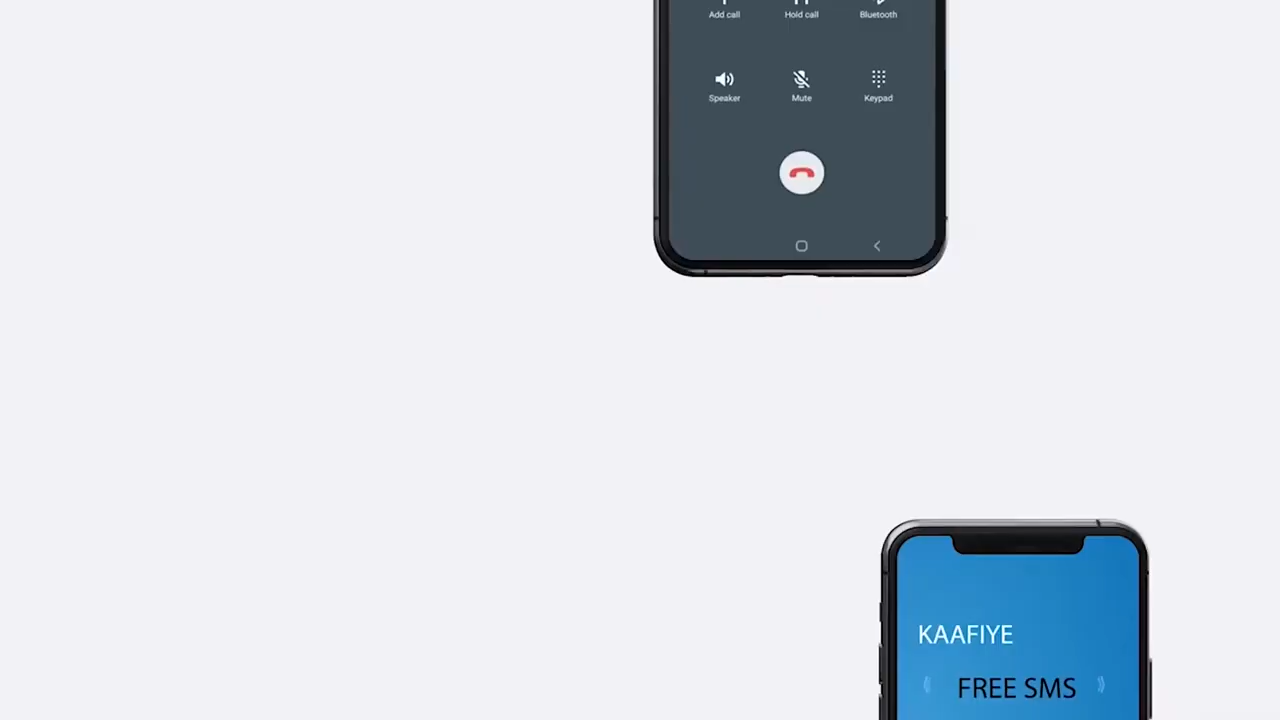 Add call Hold call Bluetooth
Speaker Mute Keypad
KAAFIYE
FREE SMS